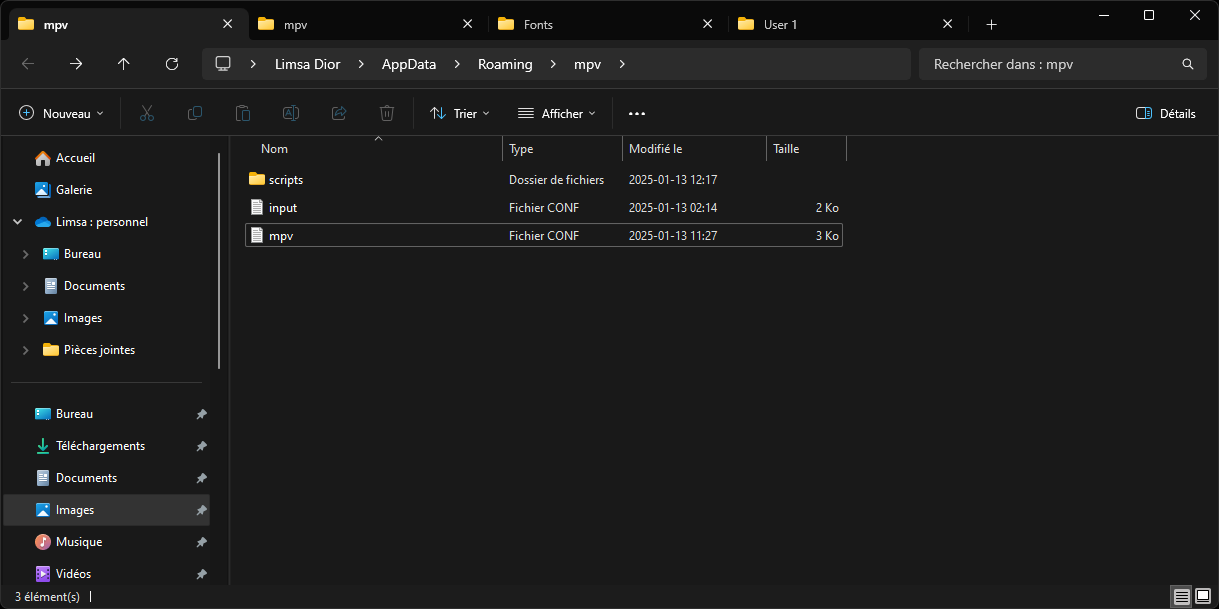 mpv
mpv
Fonts
User 1
Limsa Dior
AppData
Roaming
mpv
Rechercher dans : mpv
Nouveau
Trier
Afficher
Détails
Accueil
Galerie
Limsa : personnel
Bureau
Documents
Images
Pièces jointes
Bureau
Téléchargements
Documents
Images
Musique
Vidéos
Nom Type Modifié le Taille
scripts Dossier de fichiers 2025-01-13 12:17
input Fichier CONF 2025-01-13 02:14 2 Ko
mpv Fichier CONF 2025-01-13 11:27 3 Ko
3 élément(s)